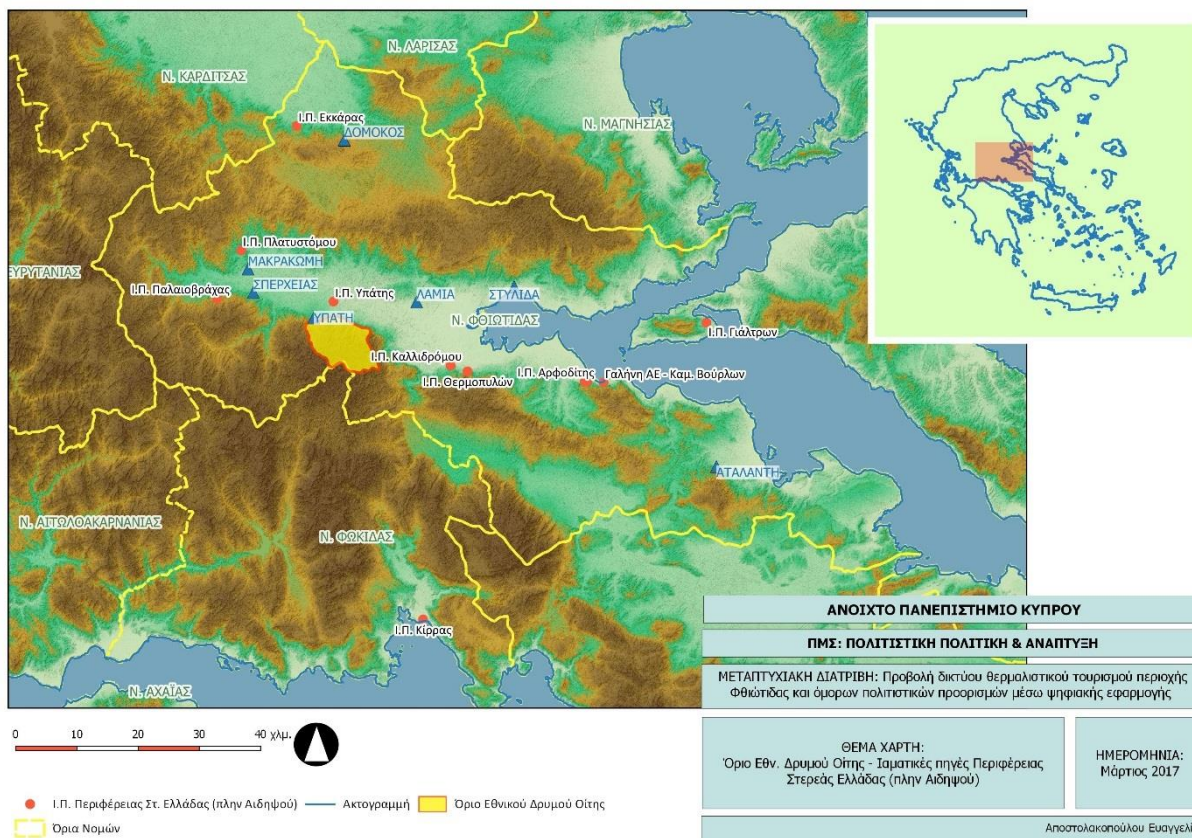 Ν. ΛΑΡΙΣΑΣ
Ν. ΚΑΡΔΙΤΣΑΣ
Ι.Π. Εκκάρας
ΔΟΜΟΚΟΣ
Ν. ΜΑΓΝΗΣΙΑΣ
Ι.Π. Πλατυστόμου
ΜΑΚΡΑΚΩΜΗ
ΕΥΡΥΤΑΝΙΑΣ
Ι.Π. Παλαιοβράχας
ΣΠΕΡΧΕΙΑΣ
Ι.Π. Υπάτης
ΛΑΜΙΑ
ΣΤΥΛΙΔΑ
ΥΠΑΤΗ
Ν. ΦΘΙΩΤΙΔΑΣ
Ι.Π. Γιάλτρων
Ι.Π. Καλλιδρόμου
Ι.Π. Θερμοπυλών
Ι.Π. Αρφοδίτης
Γαλήνη ΑΕ - Καμ. Βούρλων
ΑΤΑΛΑΝΤΗ
Ν. ΑΙΤΩΛΟΑΚΑΡΝΑΝΙΑΣ
Ν. ΦΩΚΙΔΑΣ
Ι.Π. Κίρρας
Ν. ΑΧΑΪΑΣ
ΑΝΟΙΧΤΟ ΠΑΝΕΠΙΣΤΗΜΙΟ ΚΥΠΡΟΥ
ΠΜΣ: ΠΟΛΙΤΙΣΤΙΚΗ ΠΟΛΙΤΙΚΗ & ΑΝΑΠΤΥΞΗ
ΜΕΤΑΠΤΥΧΙΑΚΗ ΔΙΑΤΡΙΒΗ: Προβολή δικτύου θερμαλιστικού τουρισμού περιοχής
Φθιώτιδας και όμορων πολιτιστικών προορισμών μέσω ψηφιακής εφαρμογής
ΘΕΜΑ ΧΑΡΤΗ:
Όριο Εθν. Δρυμού Οίτης - Ιαματικές πηγές Περιφέρειας
Στερεάς Ελλάδας (πλην Αιδηψού)
ΗΜΕΡΟΜΗΝΙΑ:
Μάρτιος 2017
Αποστολακοπούλου Ευαγγελί
0 10 20 30 40 χλμ.
Ι.Π. Περιφέρειας Στ. Ελλάδας (πλην Αιδηψού)
Ακτογραμμή
Όριο Εθνικού Δρυμού Οίτης
Όρια Νομών